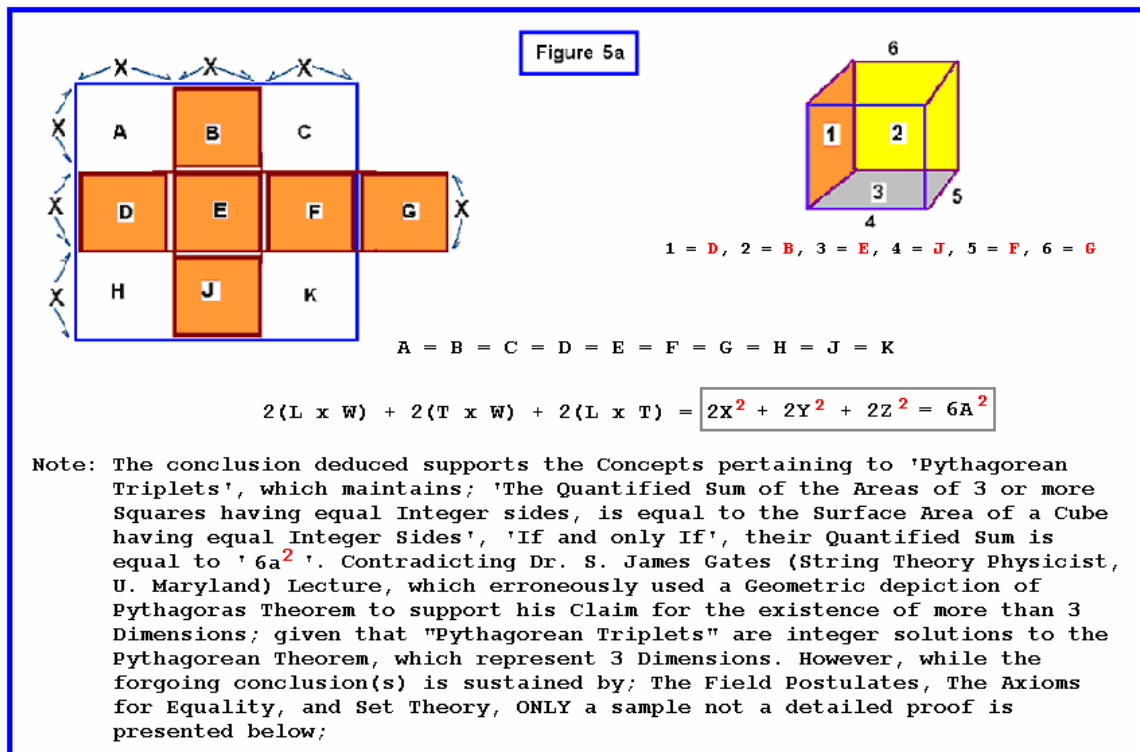 Figure 5a
X X X
X A B C
X D E F G X
X H J K
6
1 2
3 5
4
1 = D, 2 = B, 3 = E, 4 = J, 5 = F, 6 = G
A = B = C = D = E = F = G = H = J = K
2(L x W) + 2(T x W) + 2(L x T) = 2X² + 2Y² + 2Z² = 6A²
Note: The conclusion deduced supports the Concepts pertaining to 'Pythagorean
Triplets', which maintains; 'The Quantified Sum of the Areas of 3 or more
Squares having equal Integer sides, is equal to the Surface Area of a Cube
having equal Integer Sides', 'If and only If', their Quantified Sum is
equal to ' 6a² '. Contradicting Dr. S. James Gates (String Theory Physicist,
U. Maryland) Lecture, which erroneously used a Geometric depiction of
Pythagoras Theorem to support his Claim for the existence of more than 3
Dimensions; given that "Pythagorean Triplets" are integer solutions to the
Pythagorean Theorem, which represent 3 Dimensions. However, while the
forgoing conclusion(s) is sustained by; The Field Postulates, The Axioms
for Equality, and Set Theory, ONLY a sample not a detailed proof is
presented below;